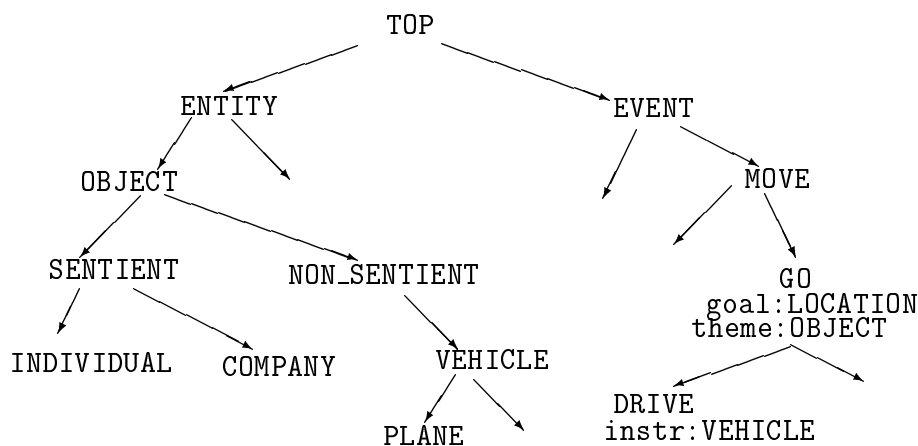 TOP
ENTITY
EVENT
OBJECT
MOVE
SENTIENT
NON_SENTIENT
GO
goal:LOCATION
theme:OBJECT
INDIVIDUAL
COMPANY
VEHICLE
DRIVE
instr:VEHICLE
PLANE